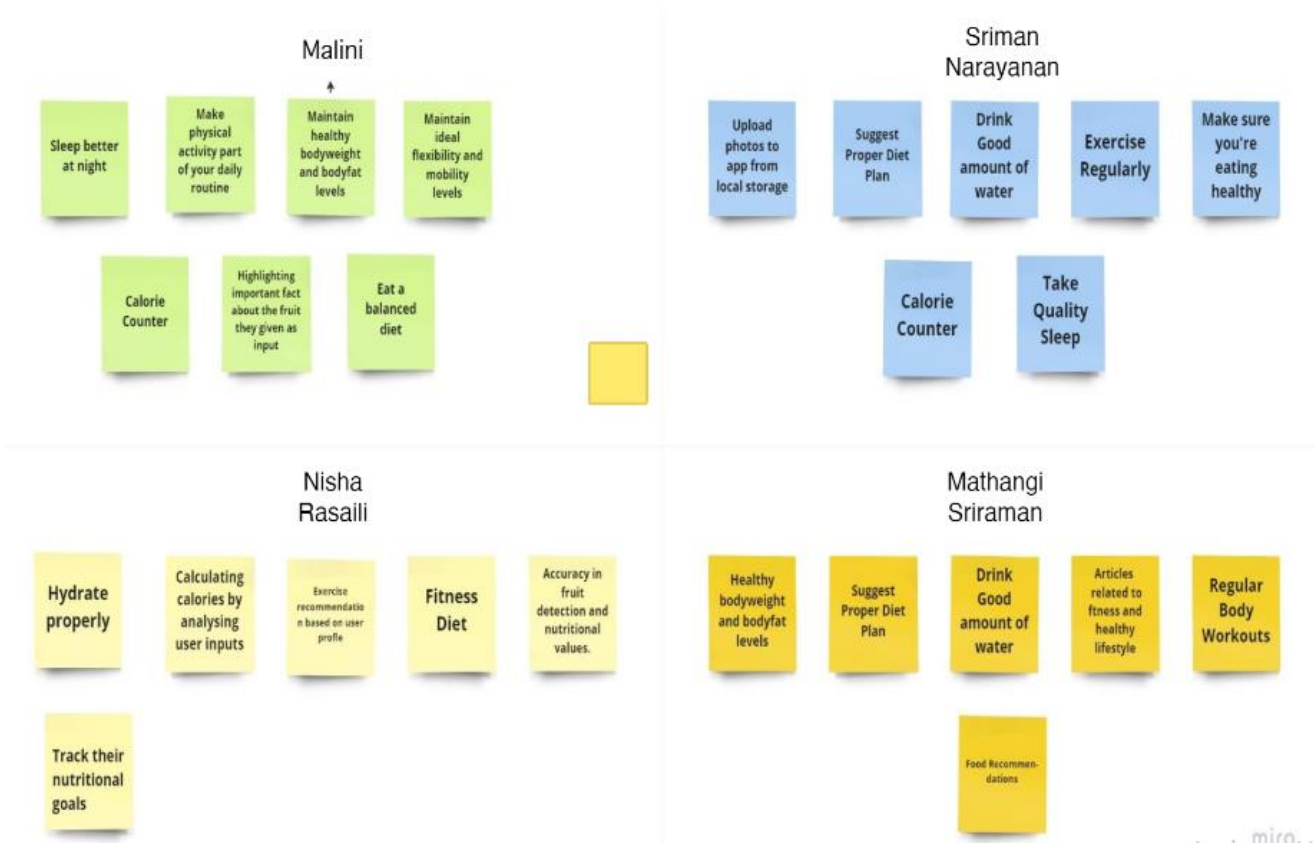 Malini
Sleep better
at night
Make
physical
activity part
of your daily
routine
Maintain
healthy
bodyweight
and bodyfat
levels
Maintain
ideal
flexibility and
mobility
levels
Calorie
Counter
Highlighting
important fact
about the fruit
they given as
input
Eat a
balanced
diet
Sriman
Narayanan
Upload
photos to
app from
local storage
Suggest
Proper Diet
Plan
Drink
Good
amount of
water
Exercise
Regularly
Make sure
you're
eating
healthy
Calorie
Counter
Take
Quality
Sleep
Nisha
Rasaili
Hydrate
properly
Calculating
calories by
analysing
user inputs
Exercise
recommendatio
n based on user
profle
Fitness
Diet
Accuracy in
fruit
detection and
nutritional
values.
Track their
nutritional
goals
Mathangi
Sriraman
Healthy
bodyweight
and bodyfat
levels
Suggest
Proper Diet
Plan
Drink
Good
amount of
water
Articles
related to
ftness and
healthy
lifestyle
Regular
Body
Workouts
Food Recommen-
dations
miro